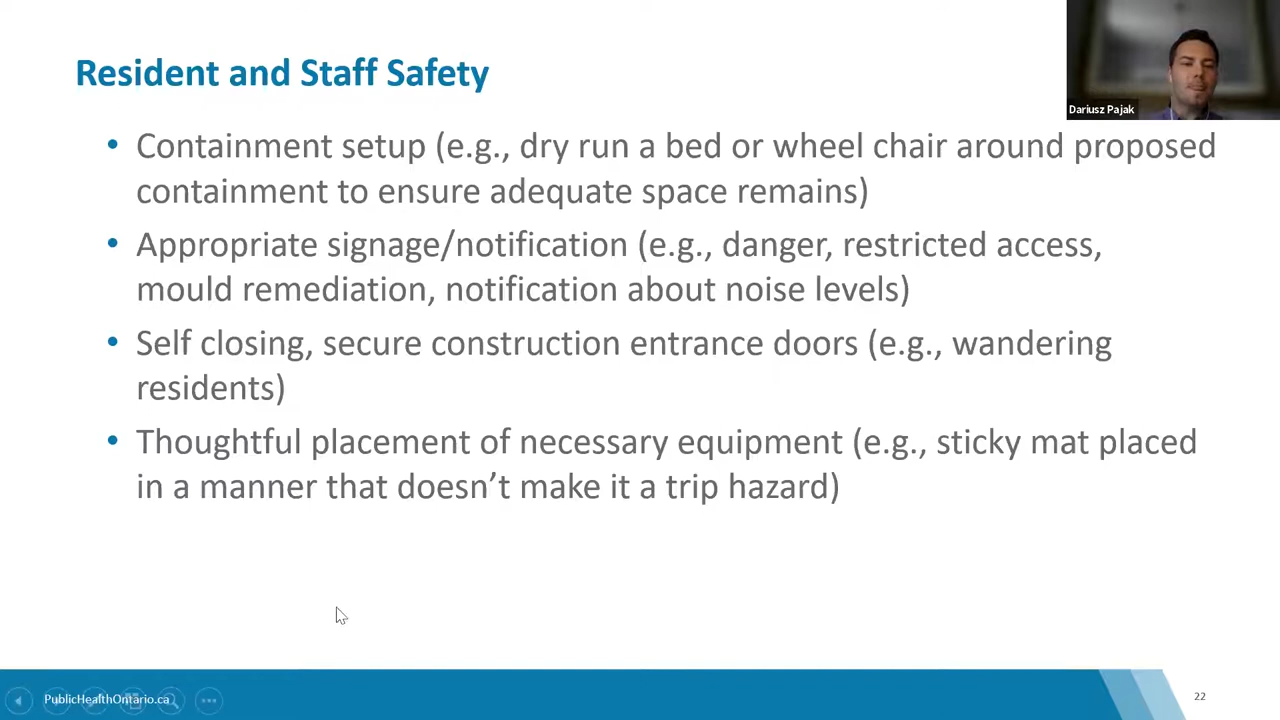 Resident and Staff Safety
Dariusz Pajak
• Containment setup (e.g., dry run a bed or wheel chair around proposed
containment to ensure adequate space remains)
• Appropriate signage/notification (e.g., danger, restricted access,
mould remediation, notification about noise levels)
• Self closing, secure construction entrance doors (e.g., wandering
residents)
• Thoughtful placement of necessary equipment (e.g., sticky mat placed
in a manner that doesn’t make it a trip hazard)
PublicHealthOntario.ca
22